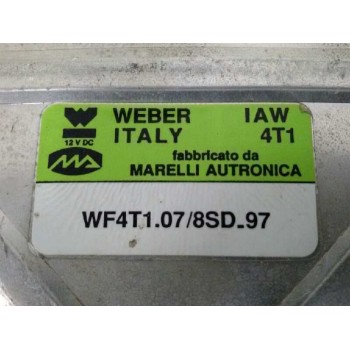 WEBER IAW
ITALY 4T1
12 V DC
fabbricato da
MARELLI AUTRONICA
WF4T1.07/8SD-97